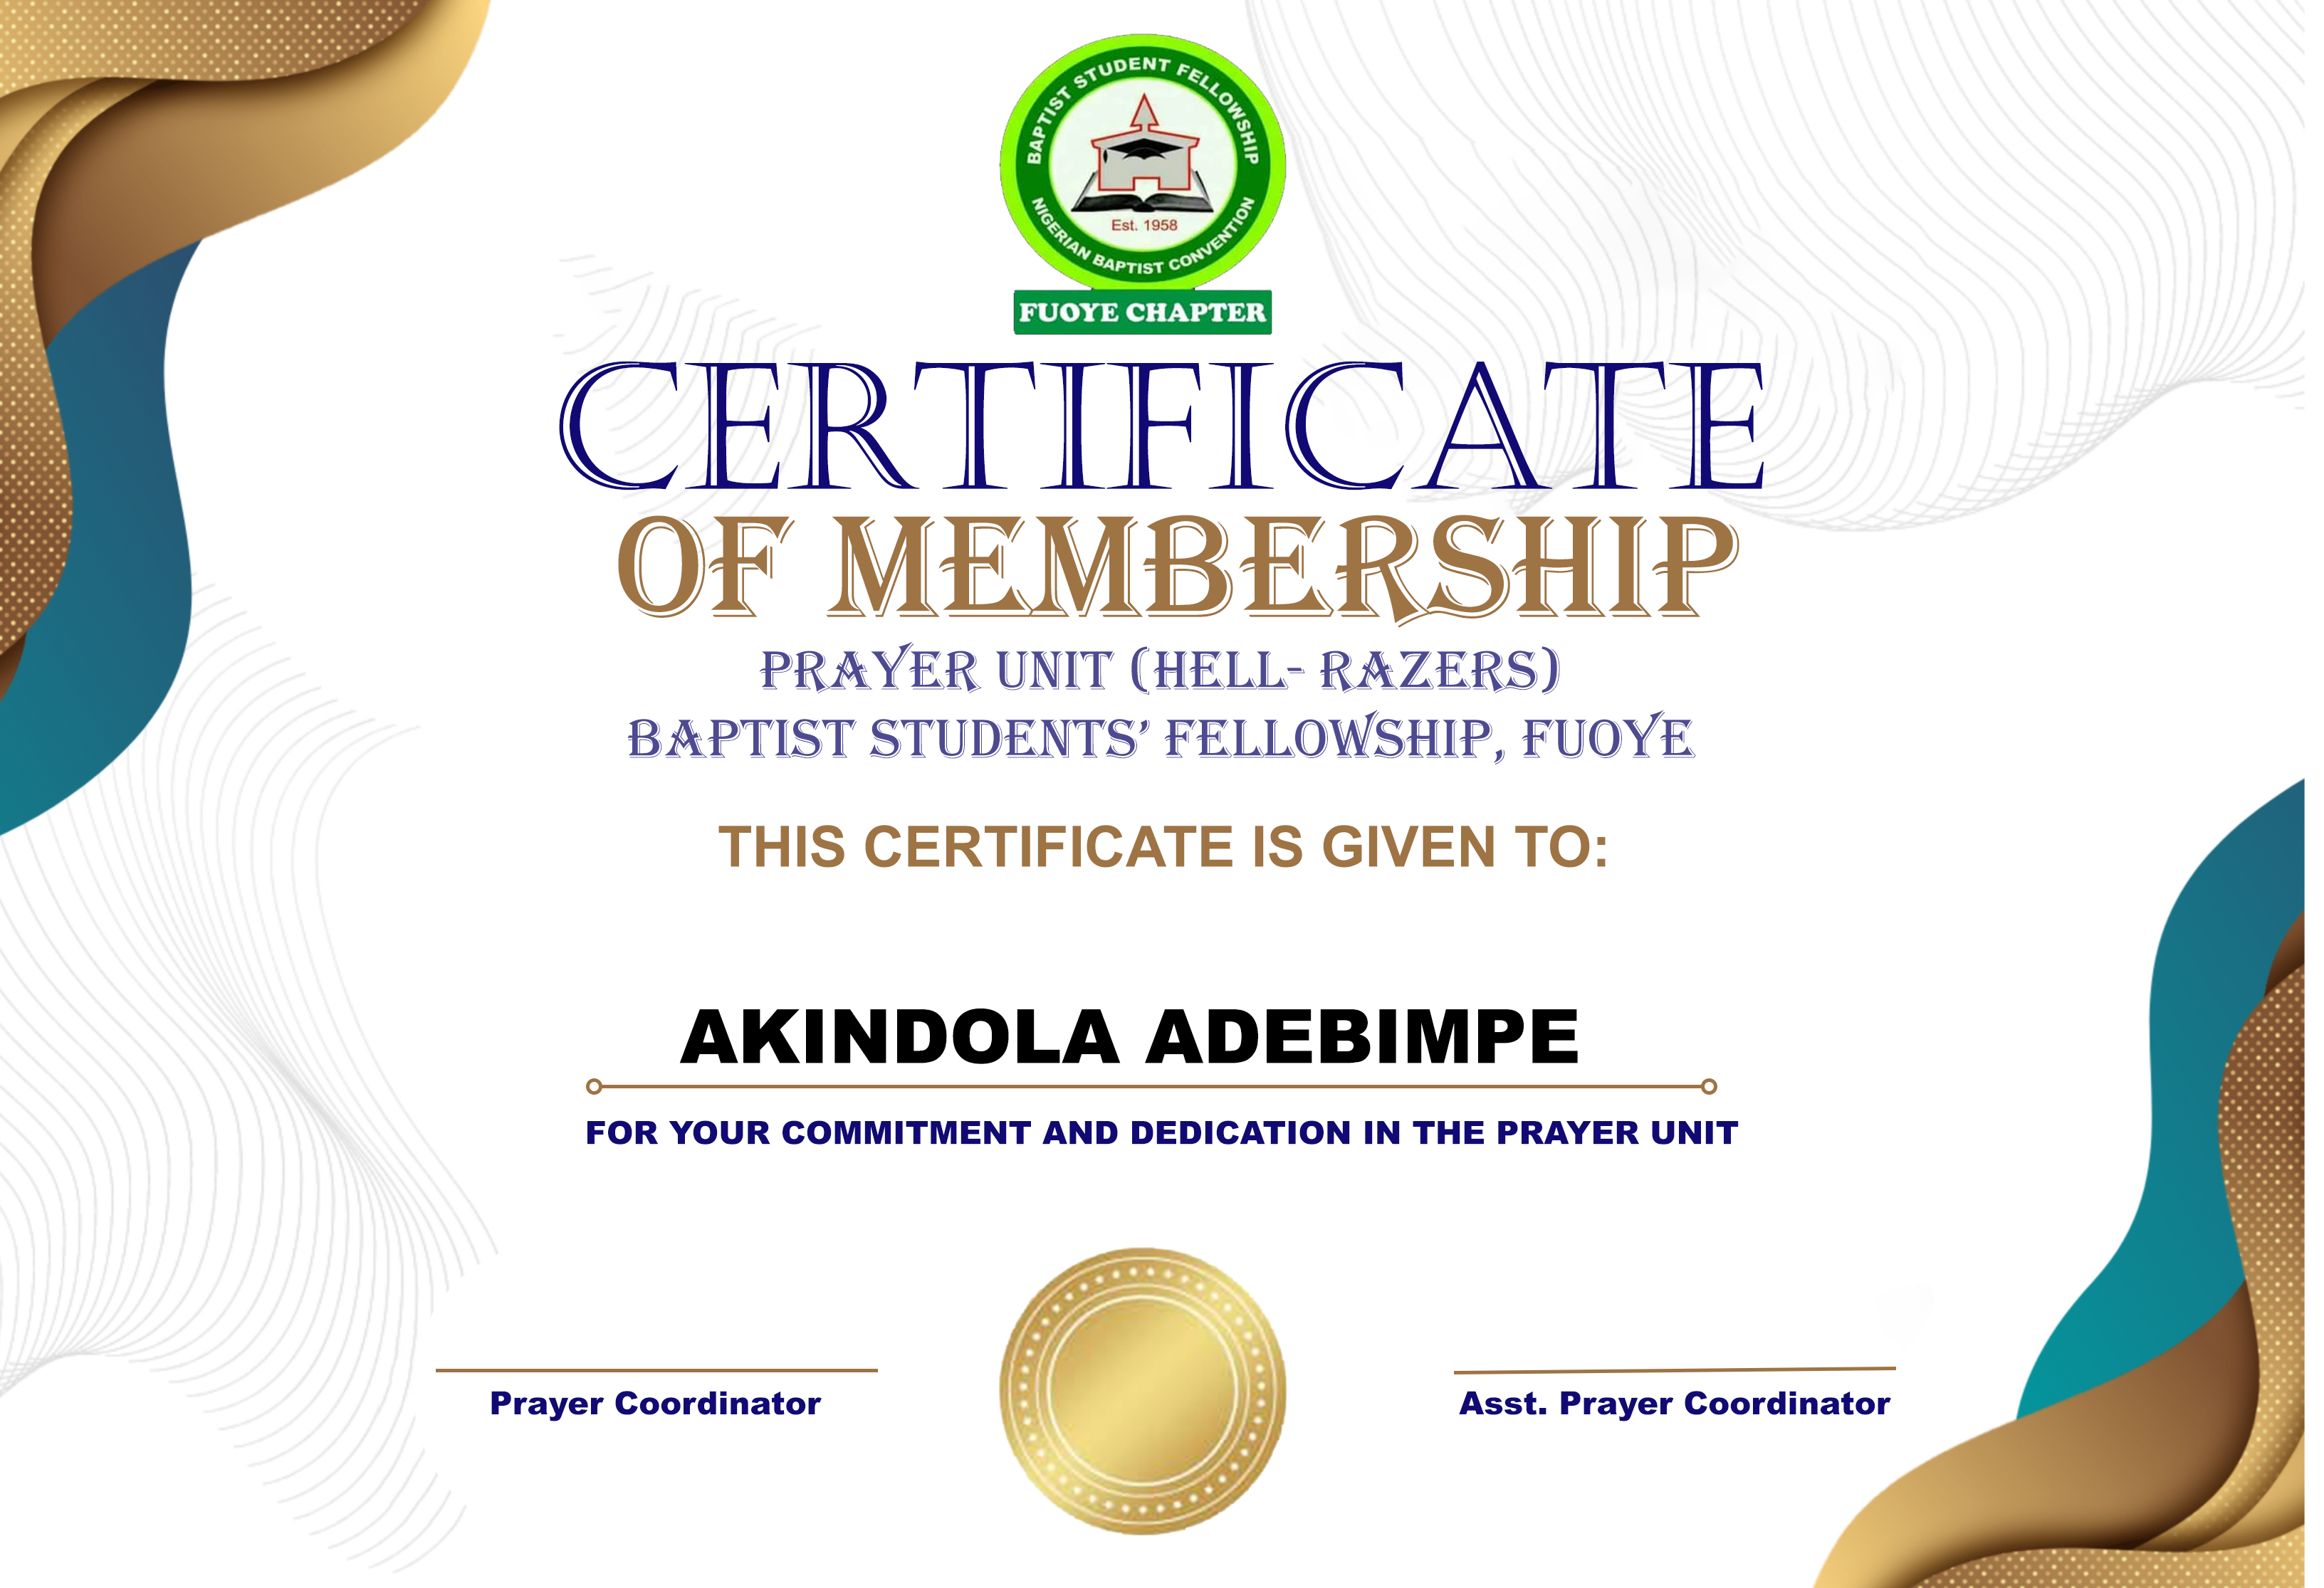 BAPTIST STUDENT FELLOWSHIP
Est. 1958
NIGERIAN BAPTIST CONVENTION
FUOYE CHAPTER
CERTIFICATE
OF MEMBERSHIP
PRAYER UNIT (HELL- RAZERS)
BAPTIST STUDENTS’ FELLOWSHIP, FUOYE
THIS CERTIFICATE IS GIVEN TO:
AKINDOLA ADEBIMPE
FOR YOUR COMMITMENT AND DEDICATION IN THE PRAYER UNIT
Prayer Coordinator
Asst. Prayer Coordinator